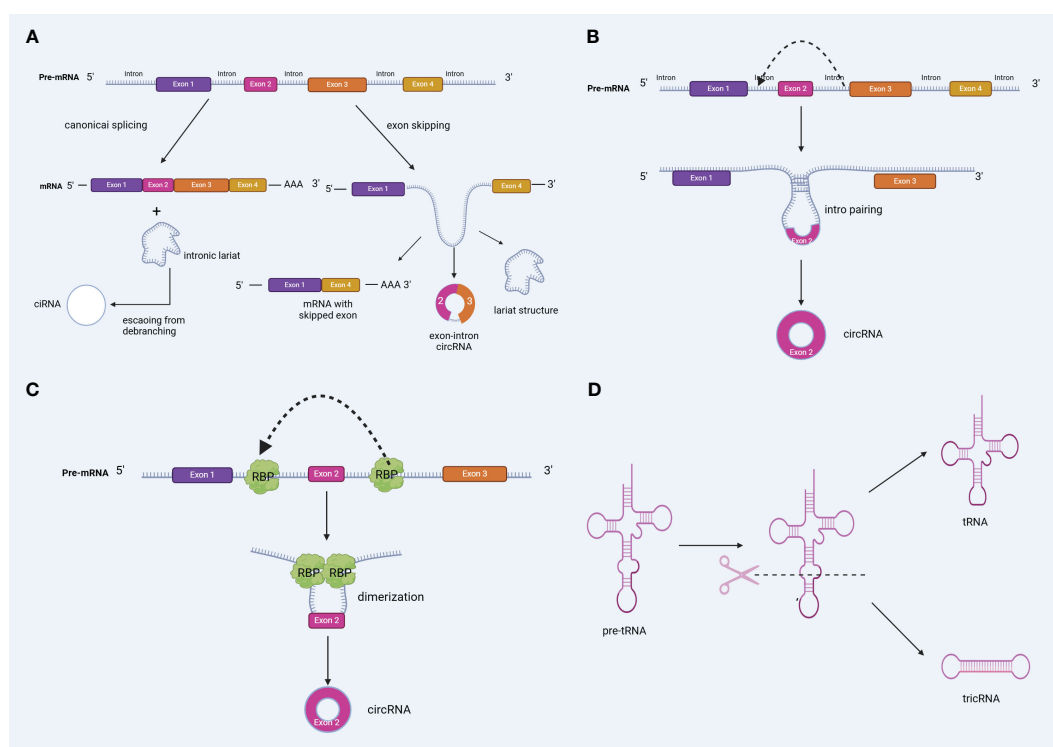 A
Pre-mRNA 5' Intron Exon 1 Intron Exon 2 Intron Exon 3 Intron Exon 4 Intron 3'
canonicai splicing
exon skipping
mRNA 5' Exon 1 Exon 2 Exon 3 Exon 4 AAA 3'
5' Exon 1 Exon 4 3'
+
intronic lariat
ciRNA
escaoing from
debranching
5' Exon 1 Exon 4 AAA 3'
mRNA with
skipped exon
2 3
exon-intron
circRNA
lariat structure
B
Pre-mRNA 5' Intron Exon 1 Intron Exon 2 Intron Exon 3 Intron Exon 4 Intron 3'
5' Exon 1 Exon 3 3'
intro pairing
Exon 2
circRNA
Exon 2
C
Pre-mRNA 5' Exon 1 RBP Exon 2 RBP Exon 3 3'
RBP RBP
dimerization
Exon 2
circRNA
Exon 2
D
pre-tRNA
tRNA
tricRNA